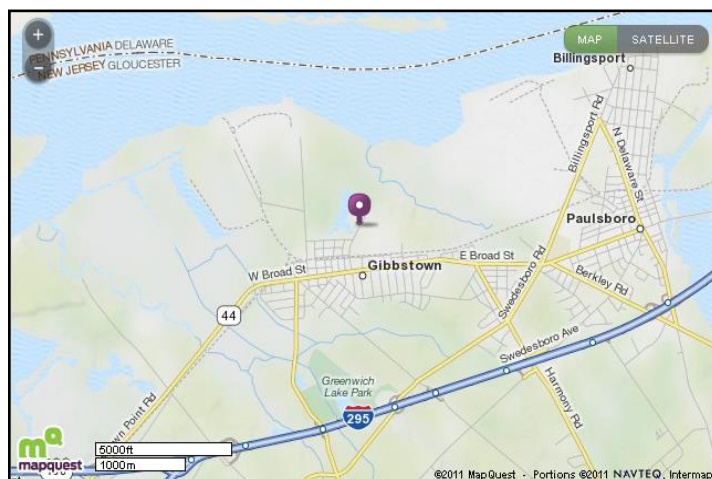 +
-
PENNSYLVANIA DELAWARE
NEW JERSEY GLOUCESTER
MAP
SATELLITE
Billingsport
Billingsport Rd
N Delaware St
Paulsboro
W Broad St
Gibbstown
E Broad St
Swedesboro Rd
Berkley Rd
44
Swedesboro Ave
Harmony Rd
Greenwich
Lake Park
295
wn Point Rd
mapquest
5000ft
1000m
©2011 MapQuest - Portions ©2011 NAVTEQ, Intermap